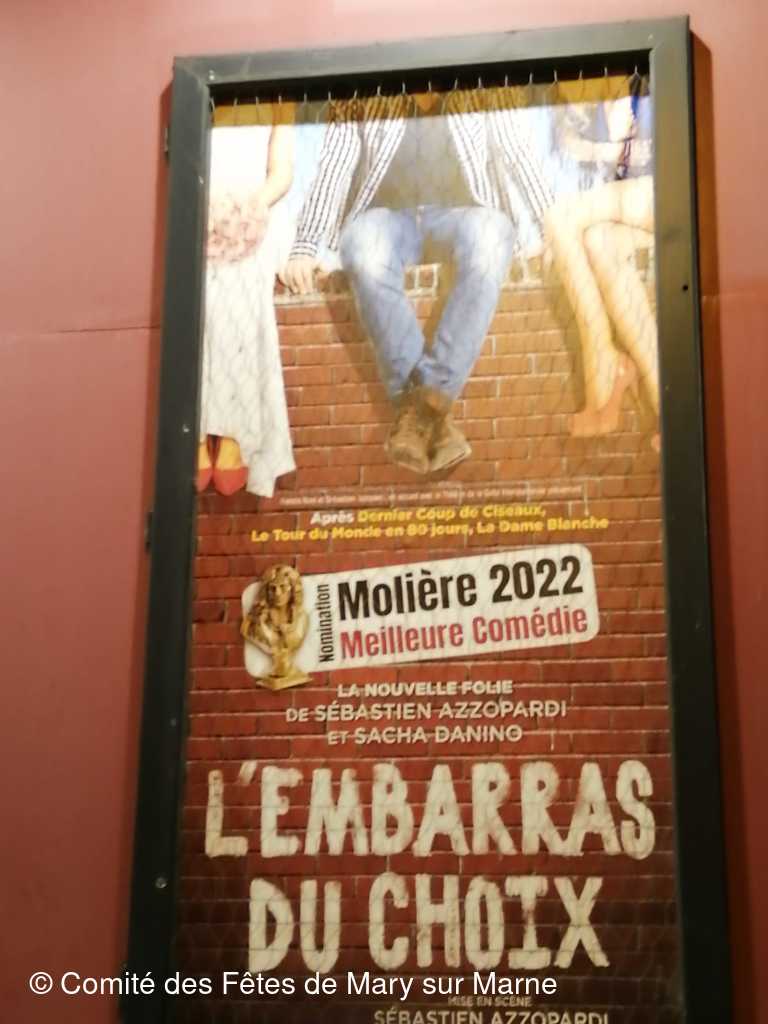 Après Dernier Coup de Ciseaux,
Le Tour du Monde en 80 jours, La Dame Blanche
Nomination
Molière 2022
Meilleure Comédie
LA NOUVELLE FOLIE
DE SÉBASTIEN AZZOPARDI
ET SACHA DANINO
L'EMBARRAS
DU CHOIX
© Comité des Fêtes de Mary sur Marne
MISE EN SCÈNE
SÉBASTIEN AZZOPARDI